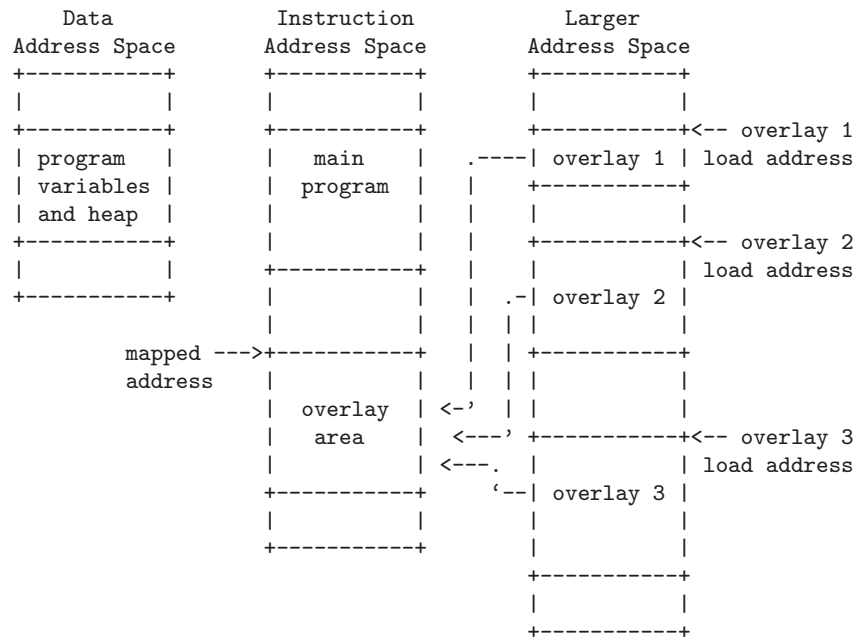 Data             Instruction            Larger
Address Space       Address Space        Address Space
+-----------+       +-----------+        +-----------+
|           |       |           |        |           |
+-----------+       +-----------+        +-----------+<-- overlay 1
| program   |       |   main    |   .----| overlay 1 | load address
| variables |       |  program  |   |    +-----------+
| and heap  |       |           |   |    |           |
+-----------+       |           |   |    +-----------+<-- overlay 2
|           |       +-----------+   |    |           | load address
+-----------+       |           |   |  .-| overlay 2 |
                    |           |   |  | |           |
         mapped --->+-----------+   |  | +-----------+
         address    |           |   |  | |           |
                    |  overlay  | <-'  | |           |
                    |   area    |  <---' +-----------+<-- overlay 3
                    |           | <---.  |           | load address
                    +-----------+     `--| overlay 3 |
                    |           |        |           |
                    +-----------+        |           |
                                         +-----------+
                                         |           |
                                         +-----------+